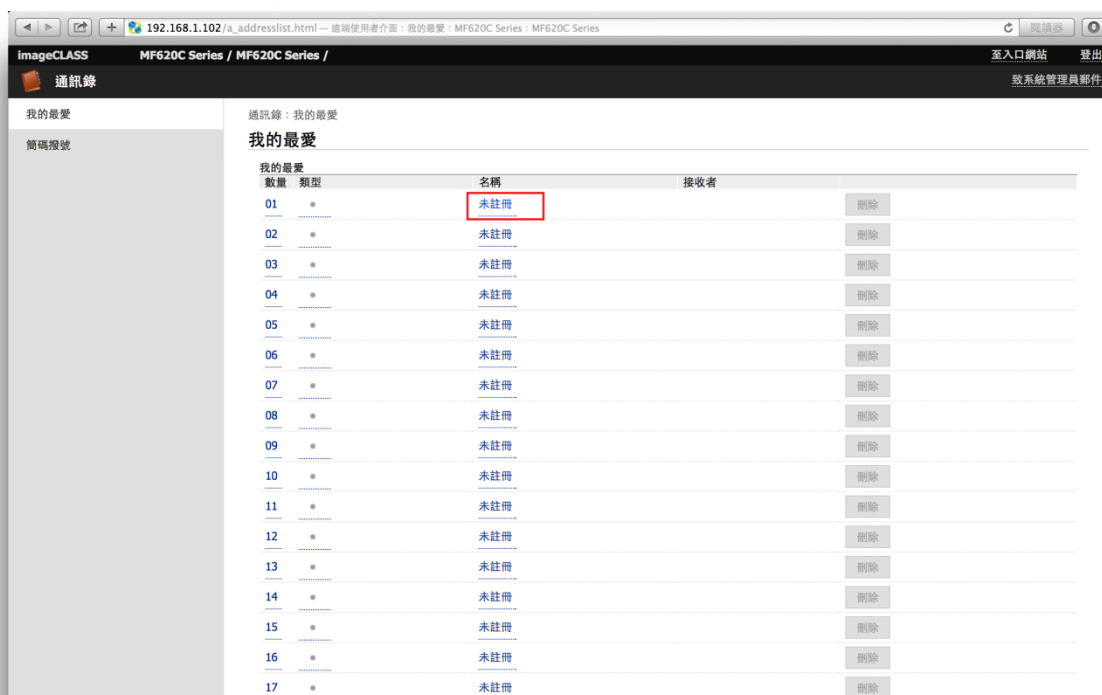 192.168.1.102/a_addresslist.html — 遠端使用者介面：我的最愛：MF620C Series：MF620C Series 閱讀器
imageCLASS MF620C Series / MF620C Series / 至入口網站 登出
通訊錄 致系統管理員郵件
我的最愛 通訊錄：我的最愛
簡碼撥號 我的最愛
我的最愛
數量 類型 名稱 接收者
01 未註冊 刪除
02 未註冊 刪除
03 未註冊 刪除
04 未註冊 刪除
05 未註冊 刪除
06 未註冊 刪除
07 未註冊 刪除
08 未註冊 刪除
09 未註冊 刪除
10 未註冊 刪除
11 未註冊 刪除
12 未註冊 刪除
13 未註冊 刪除
14 未註冊 刪除
15 未註冊 刪除
16 未註冊 刪除
17 未註冊 刪除